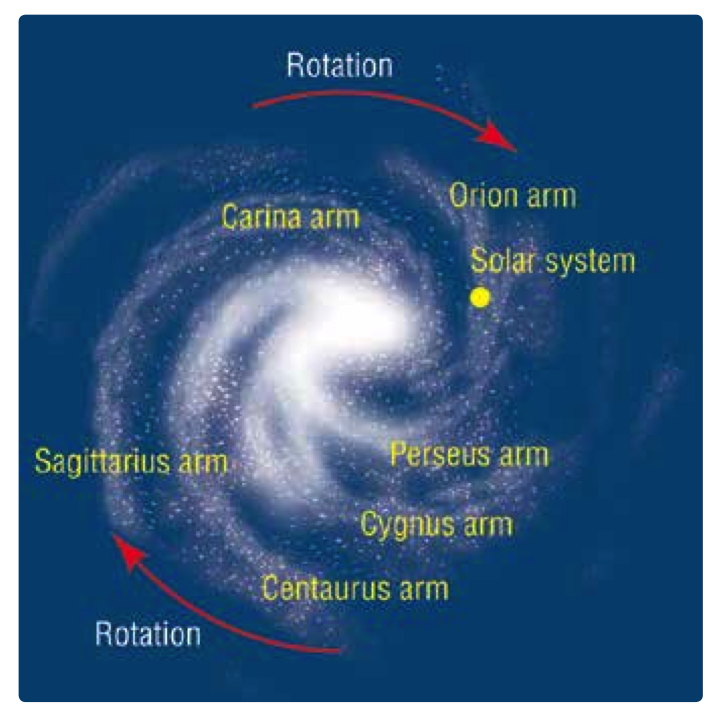 Rotation
Orion arm
Carina arm
Solar system
Perseus arm
Sagittarius arm
Cygnus arm
Centaurus arm
Rotation